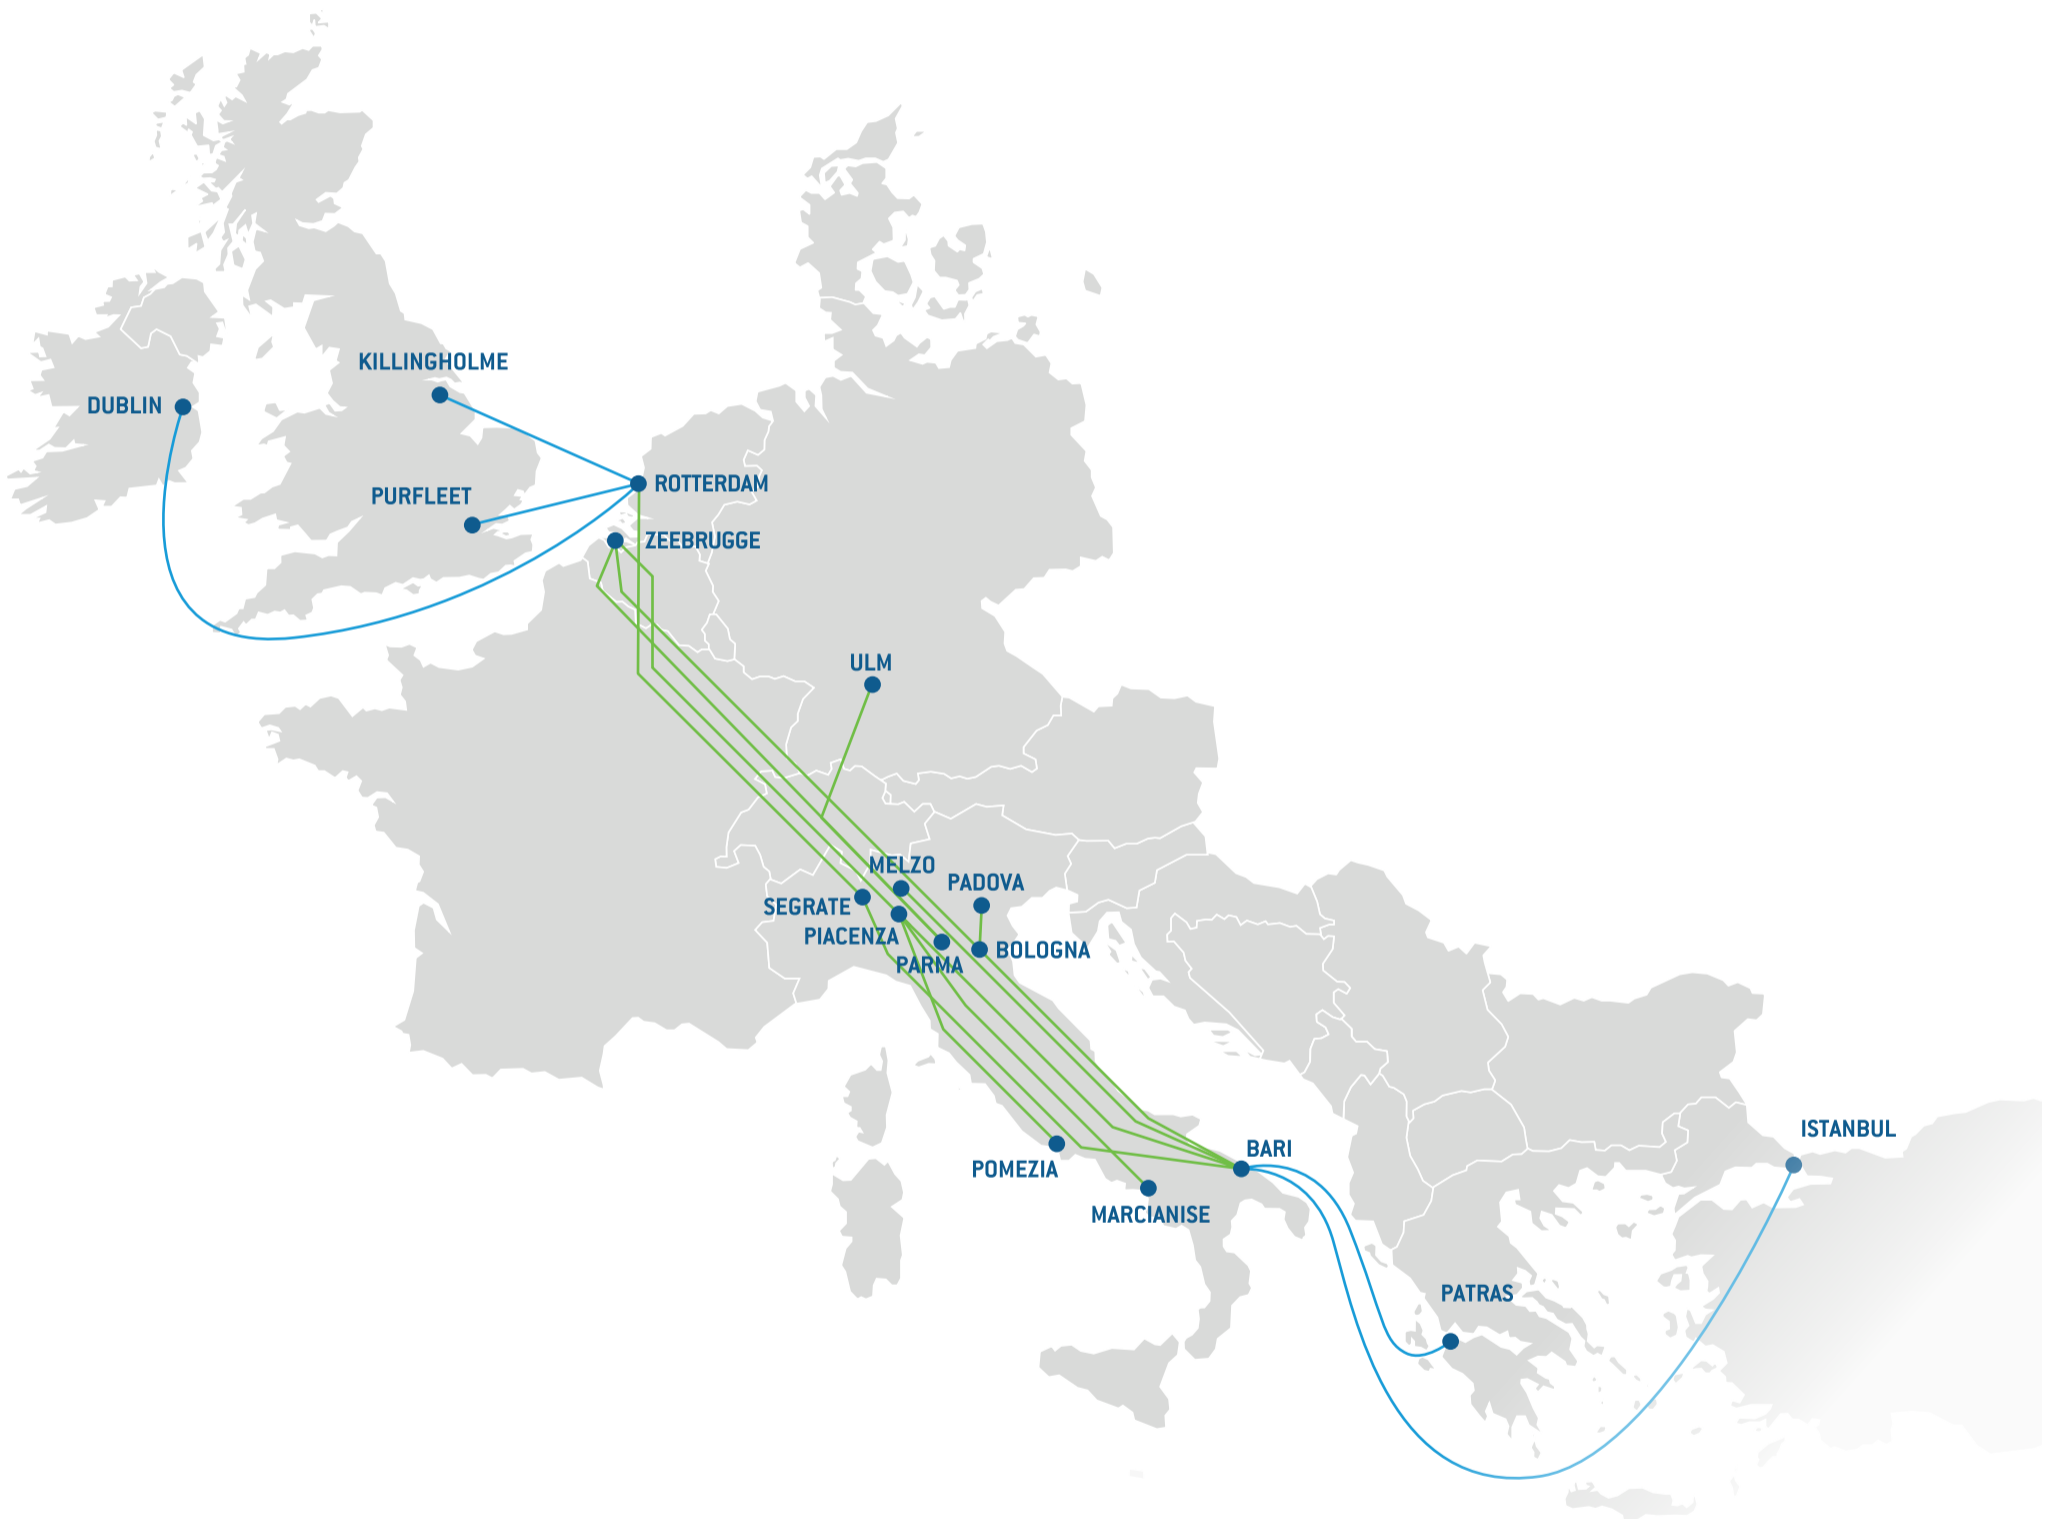 KILLINGHOLME
DUBLIN
ROTTERDAM
PURFLEET
ZEEBRUGGE
ULM
MELZO
PADOVA
SEGRATE
PIACENZA
BOLOGNA
PARMA
ISTANBUL
BARI
POMEZIA
MARCIANISE
PATRAS